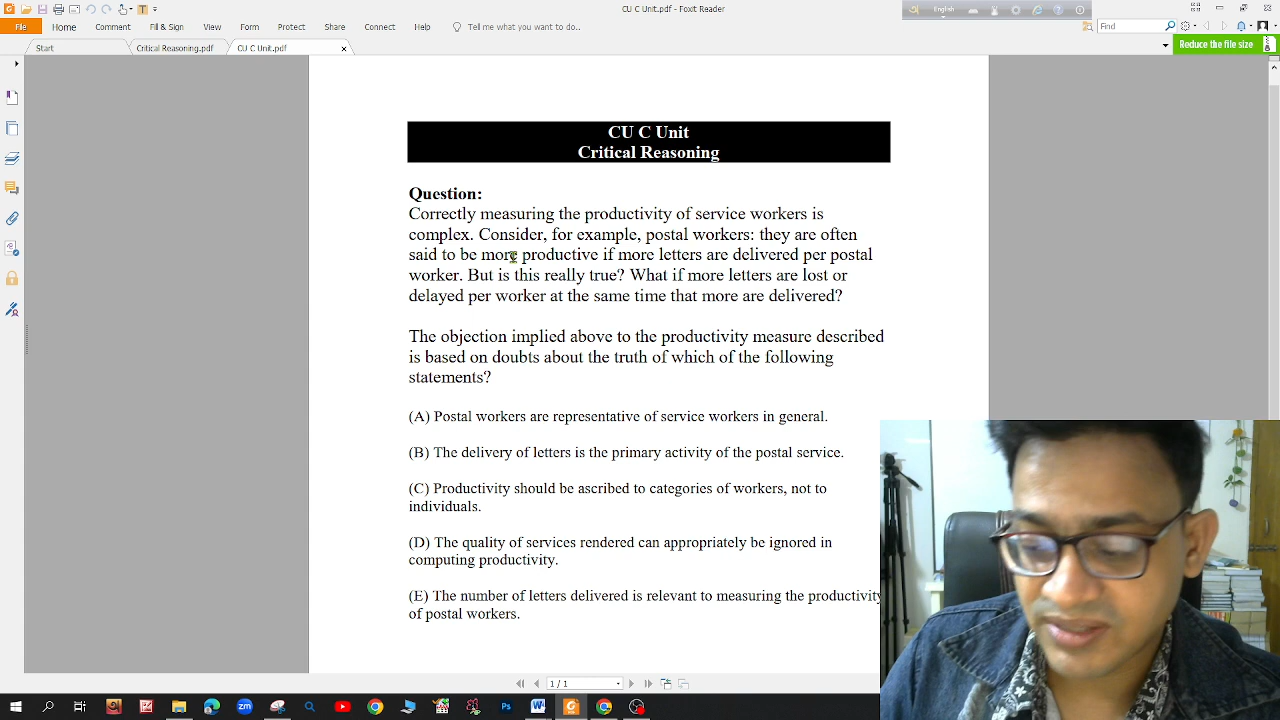 CU C Unit.pdf - Foxit Reader
English
File Home Comment Fill & Sign View Form Protect Share Connect Help Tell me what you want to do.. Find
Start Critical Reasoning.pdf CU C Unit.pdf Reduce the file size
CU C Unit
Critical Reasoning
Question:
Correctly measuring the productivity of service workers is
complex. Consider, for example, postal workers: they are often
said to be more productive if more letters are delivered per postal
worker. But is this really true? What if more letters are lost or
delayed per worker at the same time that more are delivered?
The objection implied above to the productivity measure described
is based on doubts about the truth of which of the following
statements?
(A) Postal workers are representative of service workers in general.
(B) The delivery of letters is the primary activity of the postal service.
(C) Productivity should be ascribed to categories of workers, not to
individuals.
(D) The quality of services rendered can appropriately be ignored in
computing productivity.
(E) The number of letters delivered is relevant to measuring the productivity
of postal workers.
1 / 1